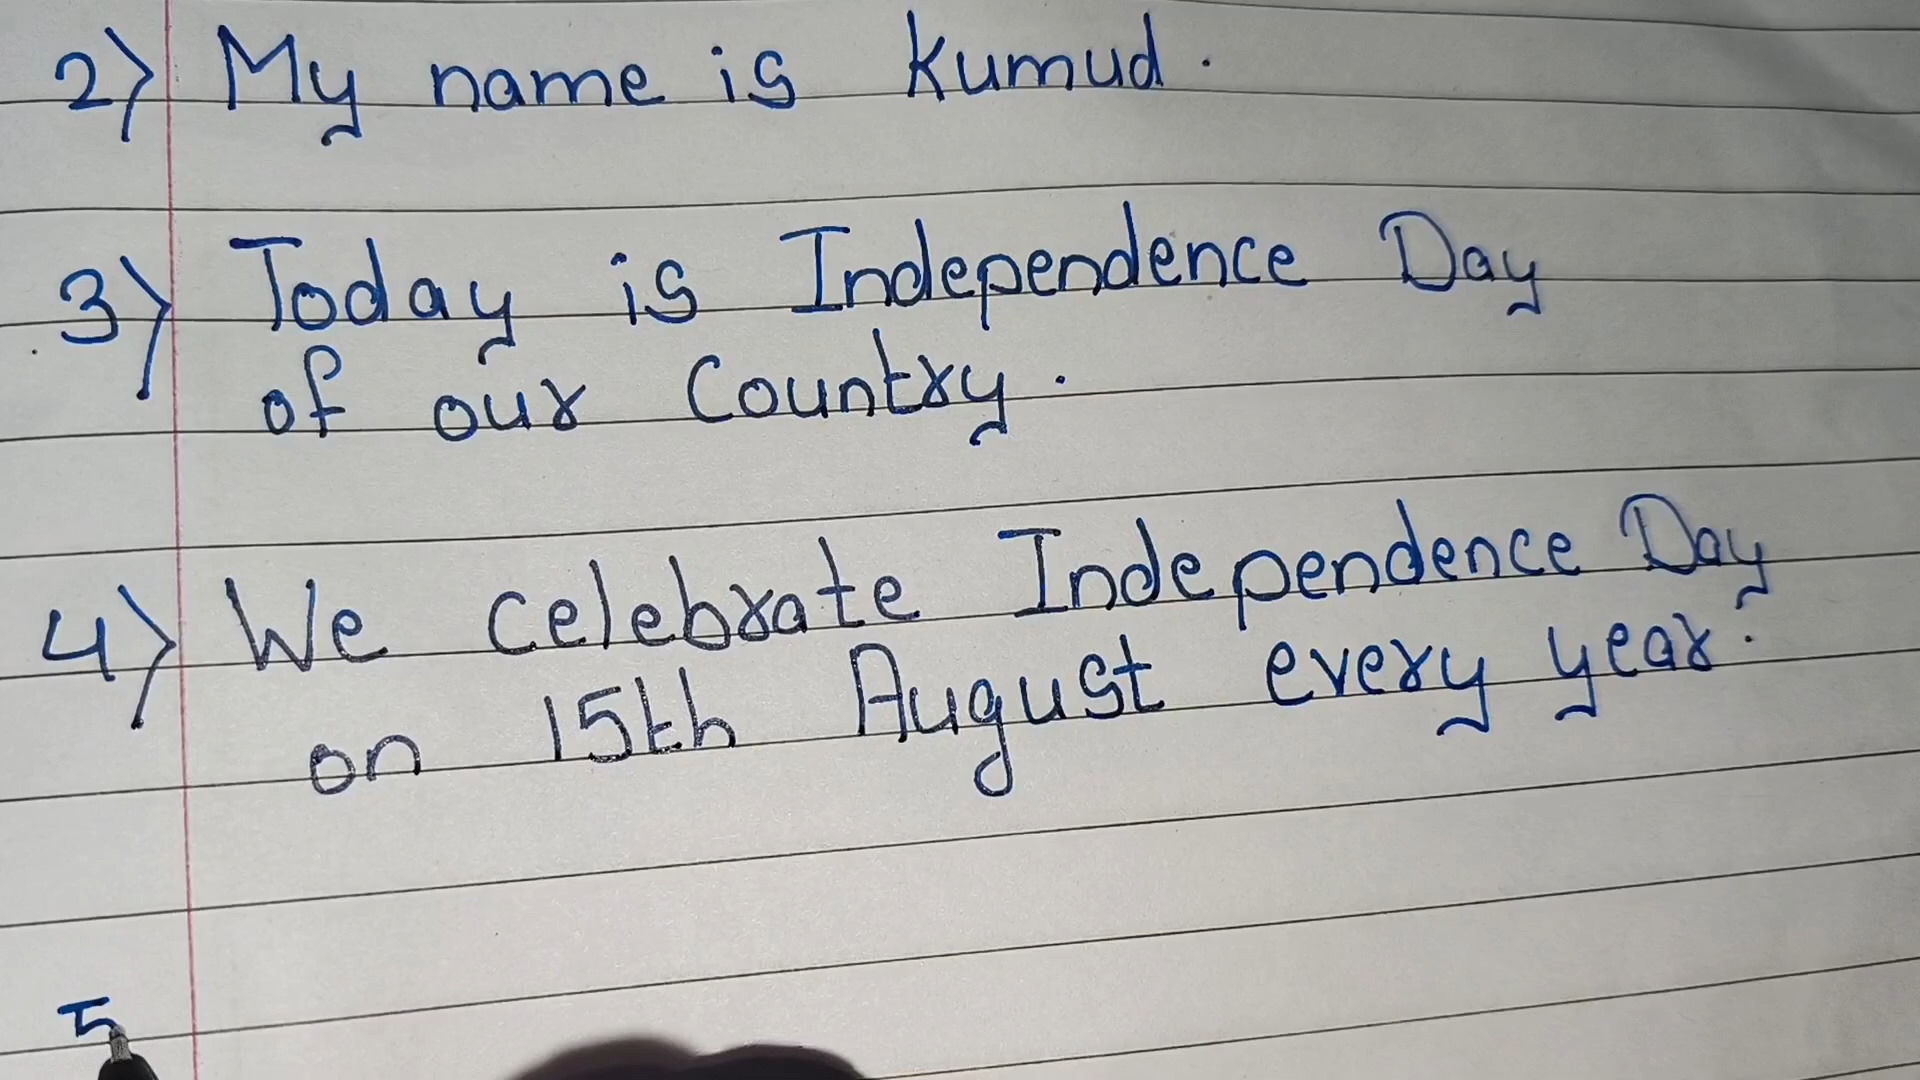 2) My name is Kumud.
3) Today is Independence Day
of our Country.
4) We celebrate Independence Day
on 15th August every year.
5